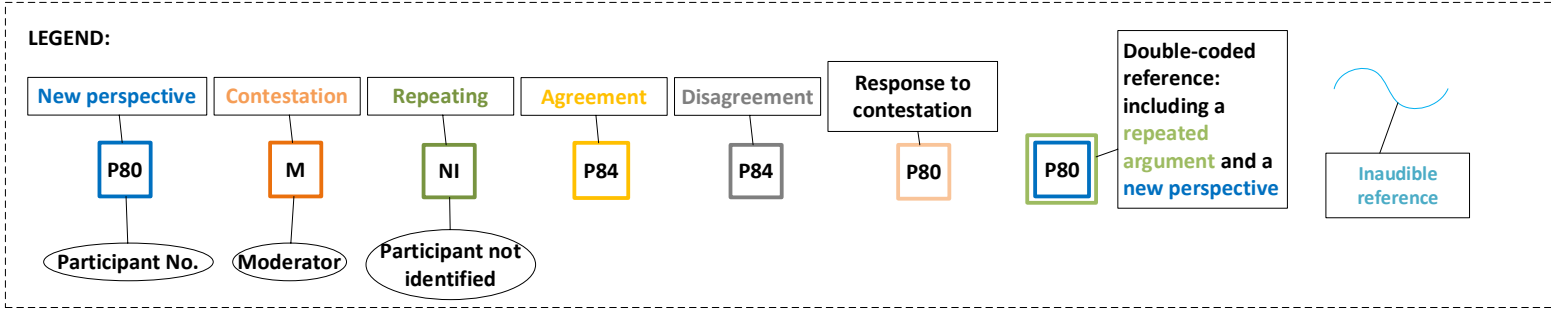 LEGEND:
New perspective
Contestation
Repeating
Agreement
Disagreement
Response to
contestation
Double-coded
reference:
including a
repeated
argument and a
new perspective
P80
M
NI
P84
P84
P80
P80
Inaudible
reference
Participant No.
Moderator
Participant not
identified